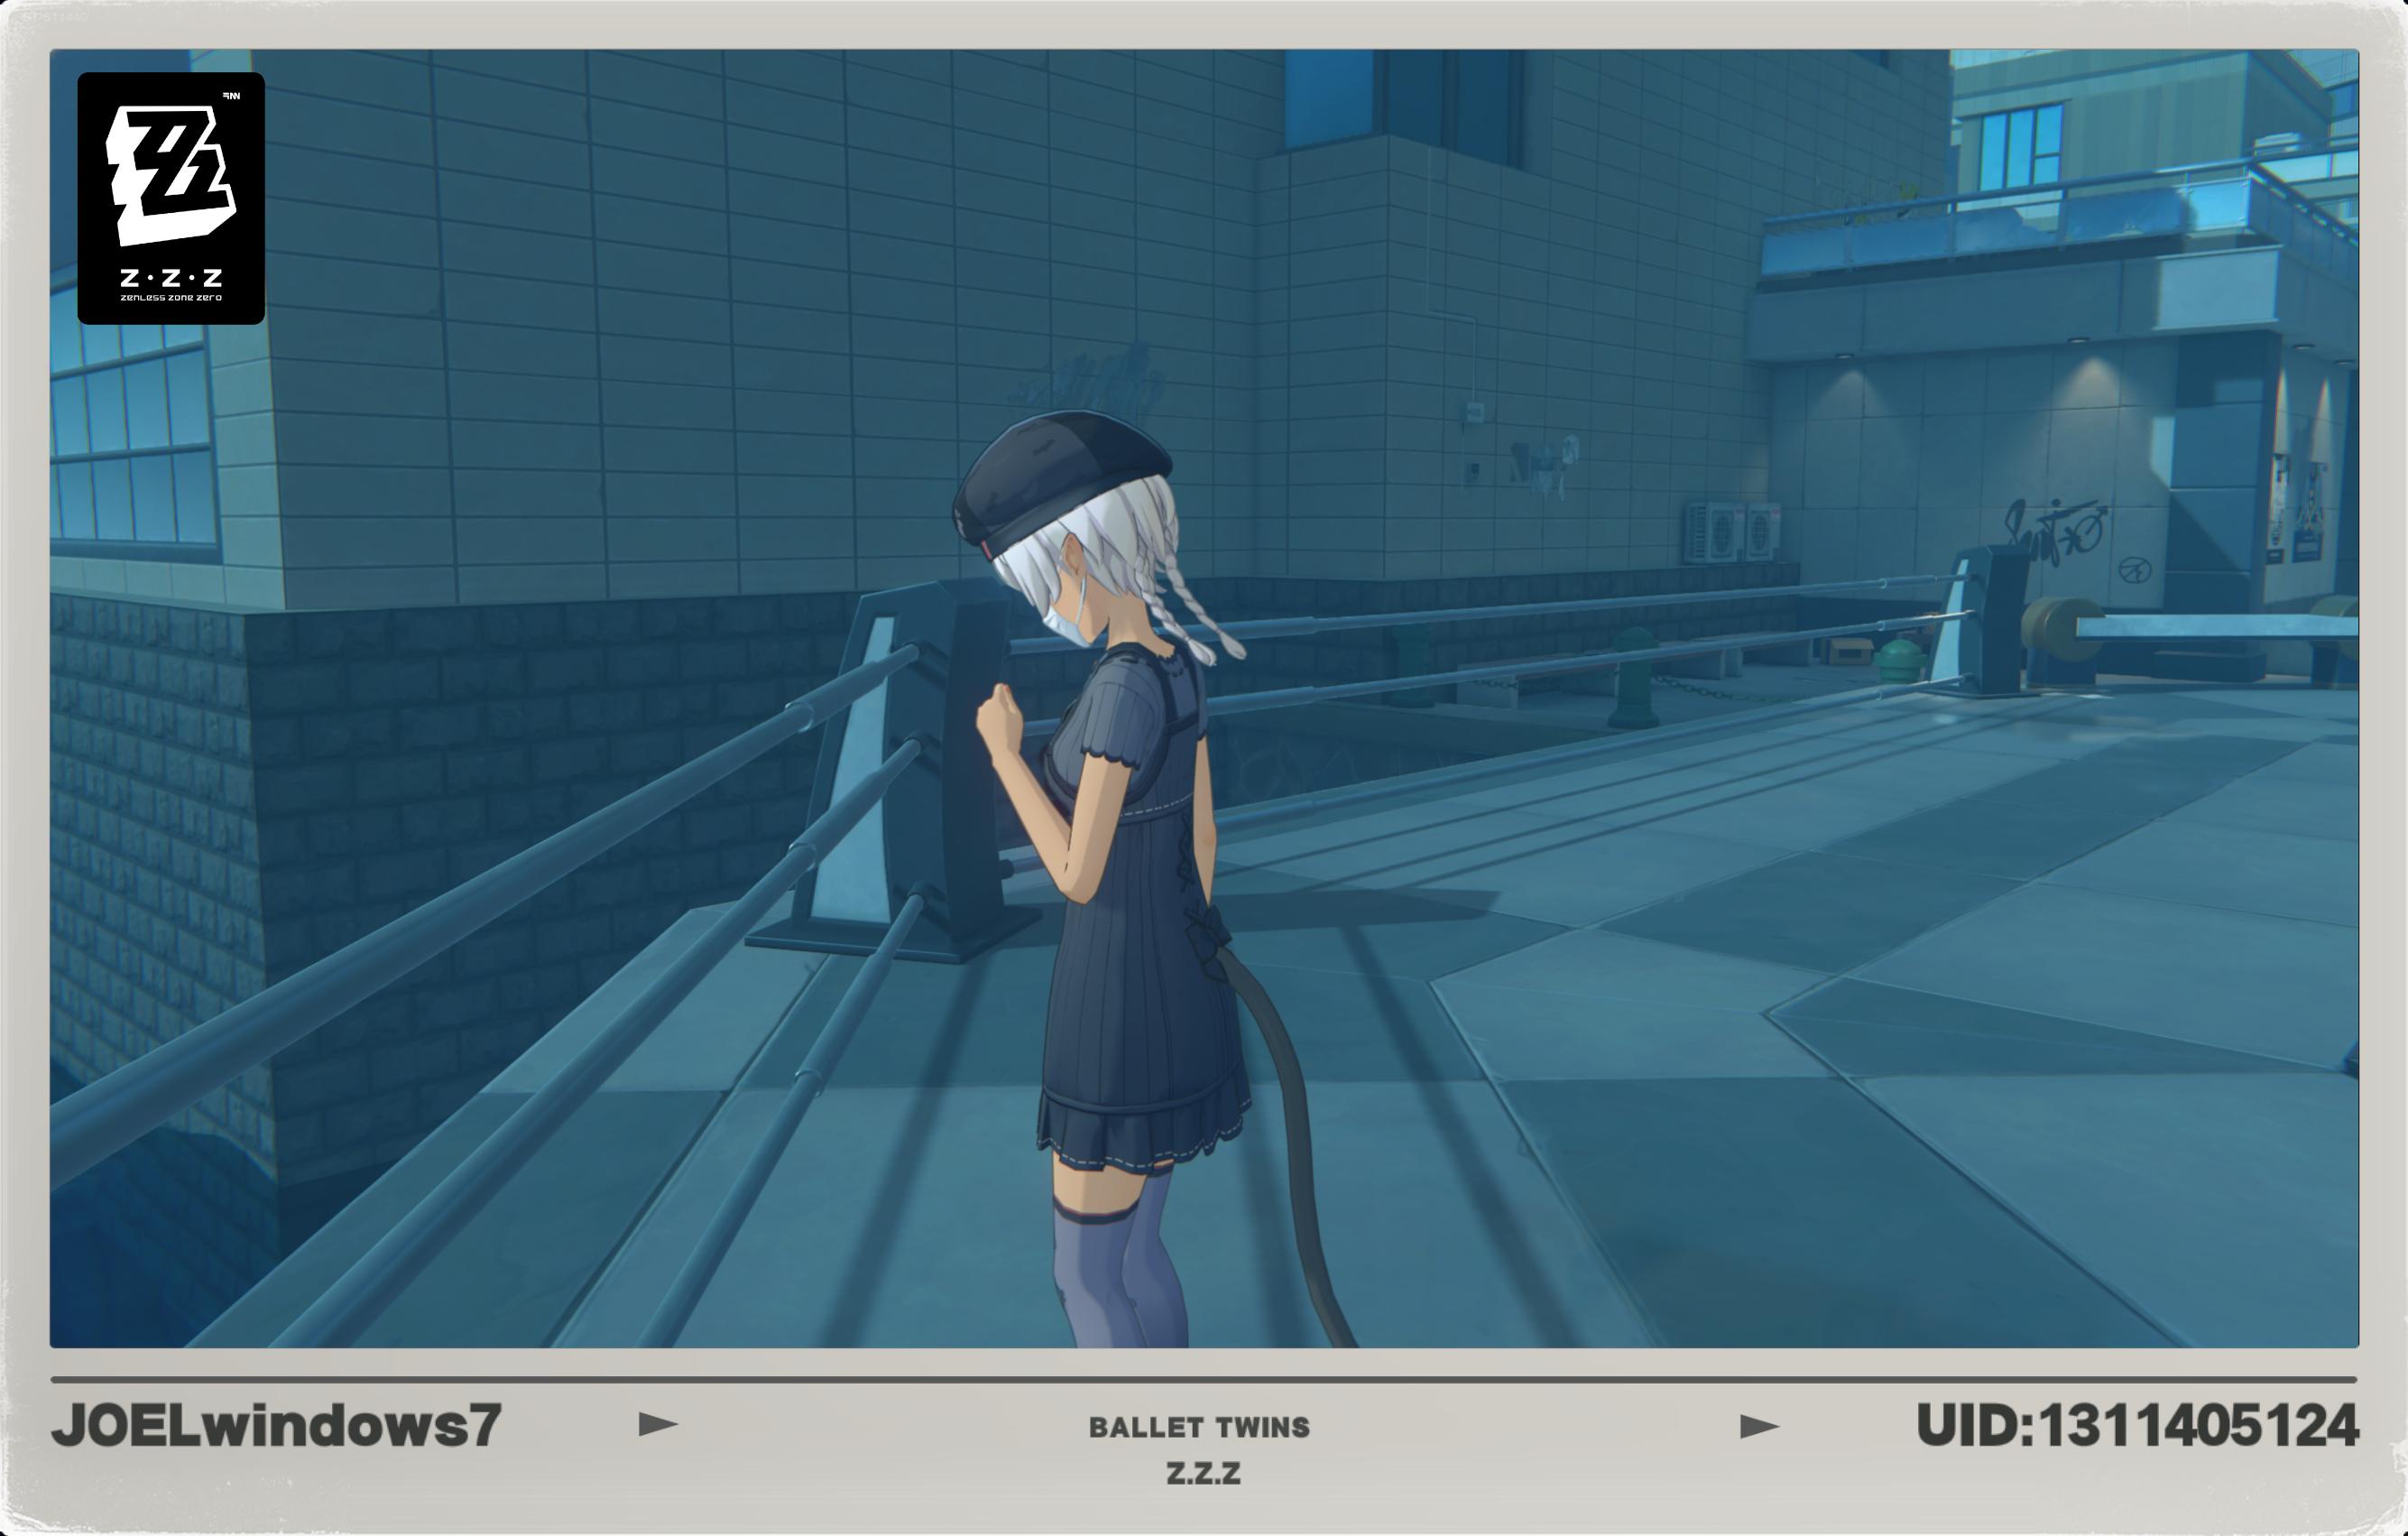 Z·Z·Z
ZENLESS ZONE ZERO
JOELwindows7
BALLET TWINS
Z.Z.Z
UID:1311405124